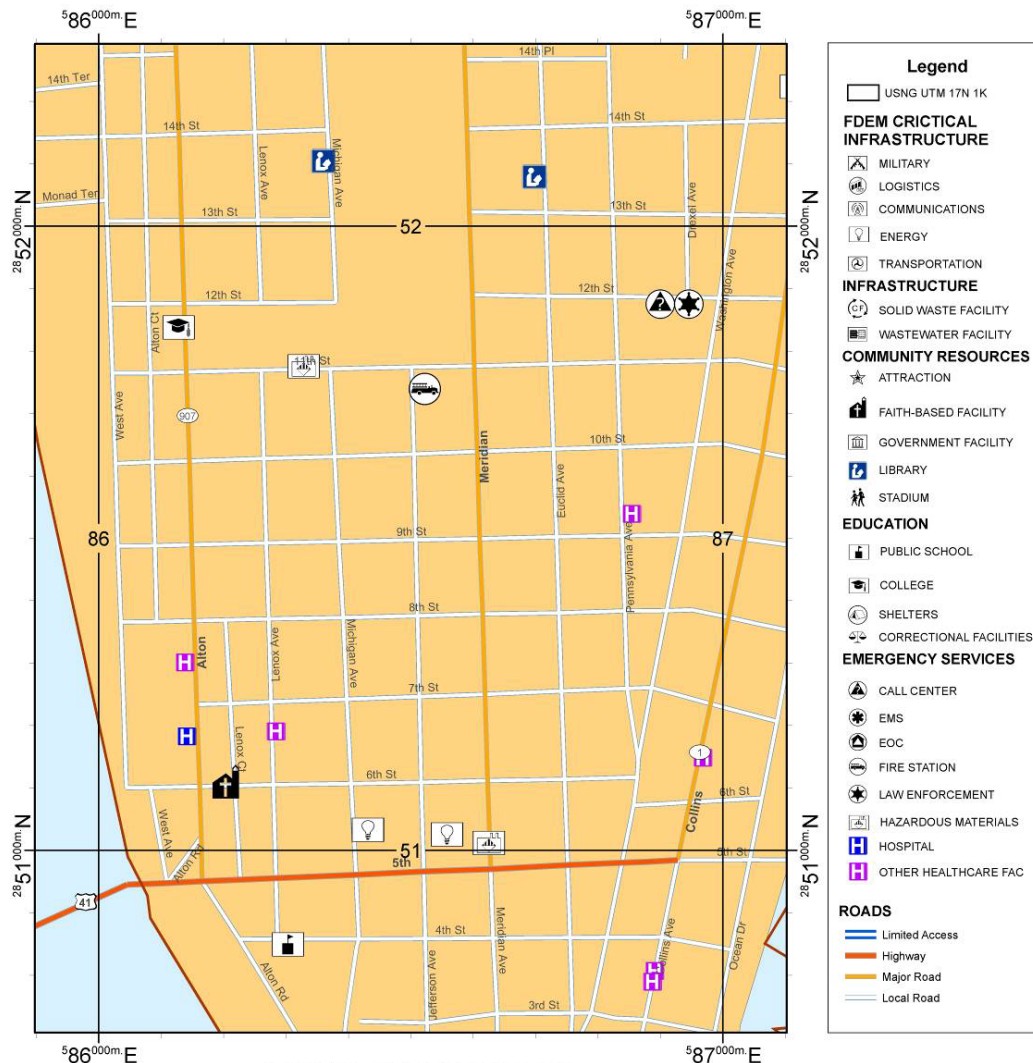 586000m.E
587000m.E
14th Pl
14th Ter
14th St
14th St
Michigan Ave
Lenox Ave
Monad Ter
13th St
13th St
Drexel Ave
2852000m.N
52
2852000m.N
12th St
12th St
Washington Ave
Alton Ct
11th St
West Ave
907
Meridian
10th St
Euclid Ave
86
9th St
87
Pennsylvania Ave
8th St
Alton
Lenox Ave
Michigan Ave
7th St
Lenox Ct
1
6th St
6th St
Collins
West Ave
Alton Rd
2851000m.N
51
5th
5th St
2851000m.N
41
4th St
Alton Rd
Jefferson Ave
Meridian Ave
Collins Ave
Ocean Dr
3rd St
586000m.E
587000m.E
Legend
USNG UTM 17N 1K
FDEM CRICTICAL
INFRASTRUCTURE
MILITARY
LOGISTICS
COMMUNICATIONS
ENERGY
TRANSPORTATION
INFRASTRUCTURE
SOLID WASTE FACILITY
WASTEWATER FACILITY
COMMUNITY RESOURCES
ATTRACTION
FAITH-BASED FACILITY
GOVERNMENT FACILITY
LIBRARY
STADIUM
EDUCATION
PUBLIC SCHOOL
COLLEGE
SHELTERS
CORRECTIONAL FACILITIES
EMERGENCY SERVICES
CALL CENTER
EMS
EOC
FIRE STATION
LAW ENFORCEMENT
HAZARDOUS MATERIALS
HOSPITAL
OTHER HEALTHCARE FAC
ROADS
Limited Access
Highway
Major Road
Local Road